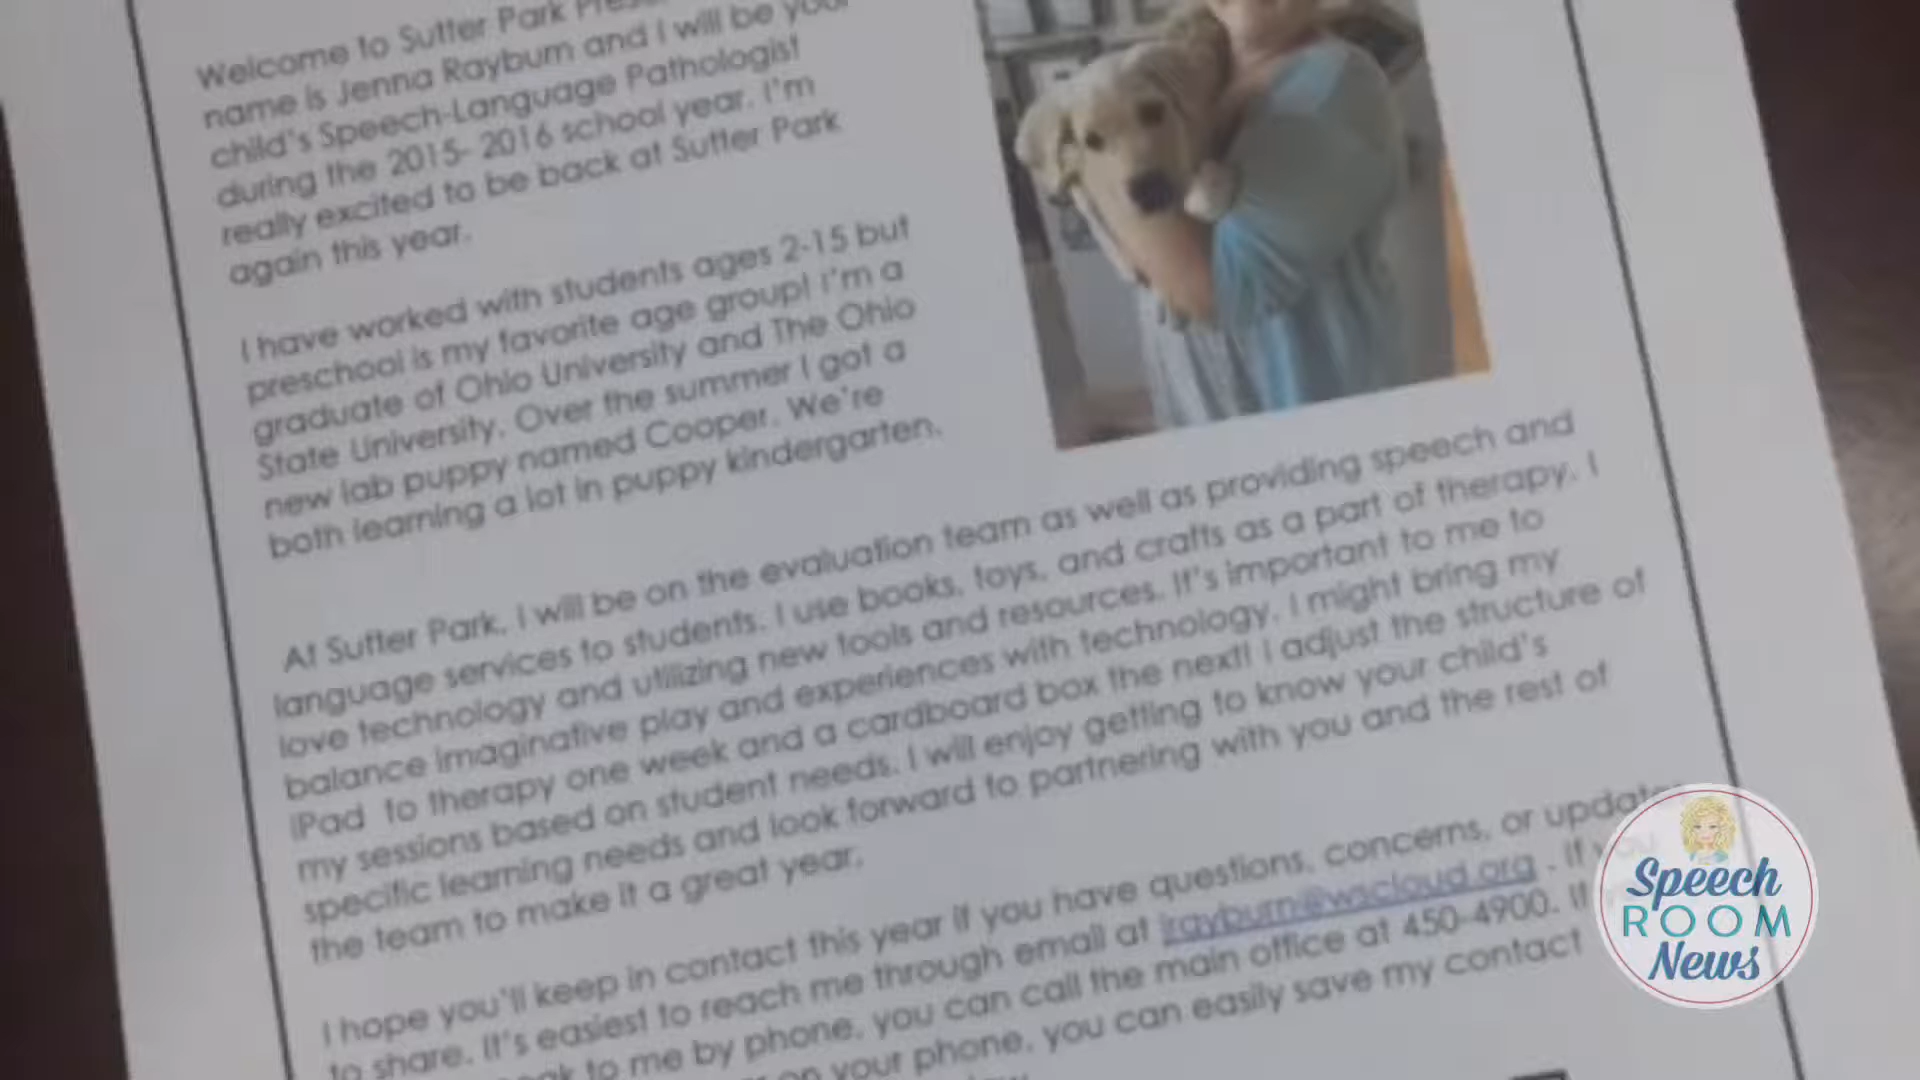 Welcome to Sutter Park
name is Jenna Rayburn and I will be your
child's Speech-Language Pathologist
during the 2015- 2016 school year. I'm
really excited to be back at Sutter Park
again this year.
I have worked with students ages 2-15 but
preschool is my favorite age group! I'm a
graduate of Ohio University and The Ohio
State University. Over the summer I got a
new lab puppy named Cooper. We're
both learning a lot in puppy kindergarten.
At Sutter Park, I will be on the evaluation team as well as providing speech and
language services to students. I use books, toys, and crafts as a part of therapy. I
love technology and utilizing new tools and resources. It's important to me to
balance imaginative play and experiences with technology. I might bring my
iPad to therapy one week and a cardboard box the next! I adjust the structure of
my sessions based on student needs. I will enjoy getting to know your child's
specific learning needs and look forward to partnering with you and the rest of
the team to make it a great year.
I hope you'll keep in contact this year if you have questions, concerns, or updates
to share. It's easiest to reach me through email at jrayburn@wscloud.org . If you
to me by phone, you can call the main office at 450-4900. If
on your phone, you can easily save my contact
Speech
ROOM
News